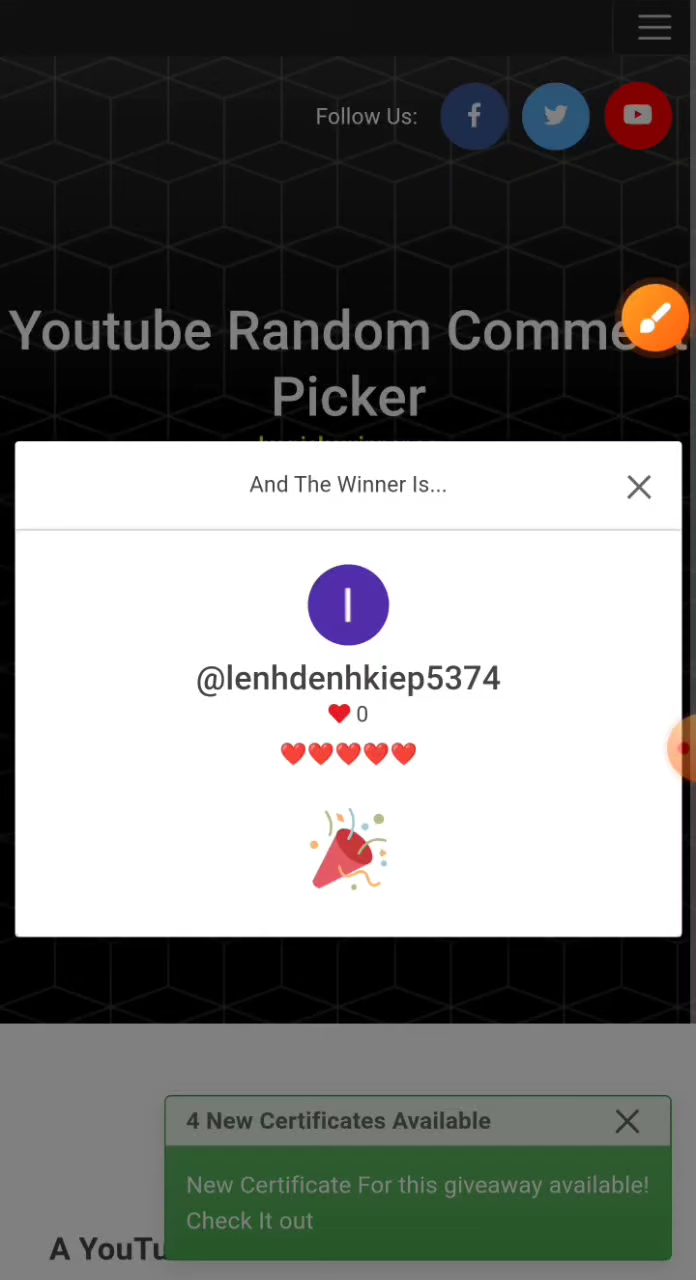 Follow Us:
Youtube Random Comme
Picker
And The Winner Is...
I
@lenhdenhkiep5374
❤ 0
❤️❤️❤️❤️❤️
4 New Certificates Available
New Certificate For this giveaway available!
Check It out
A YouTu